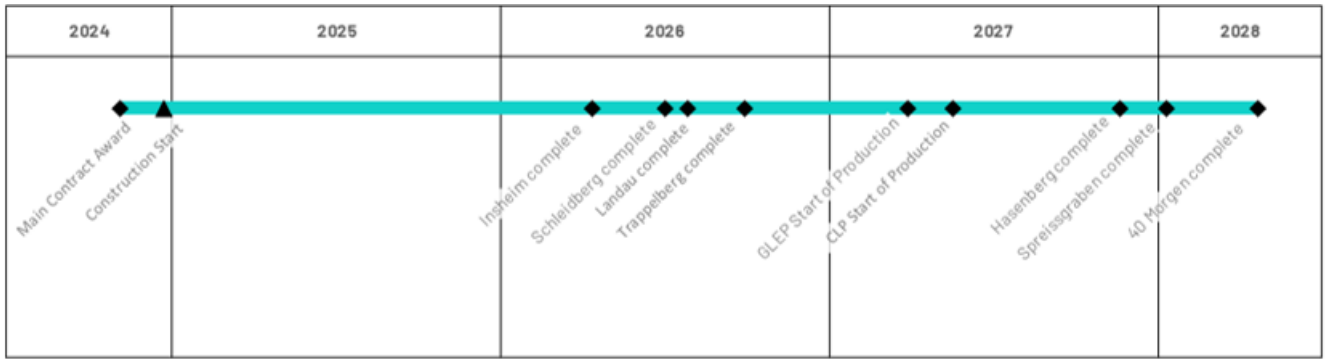 2024
2025
2026
2027
2028
Main Contract Award
Construction Start
Insheim complete
Schleidberg complete
Landau complete
Trappelberg complete
GLEP Start of Production
CLP Start of Production
Hasenberg complete
Spreissgraben complete
40 Morgen complete